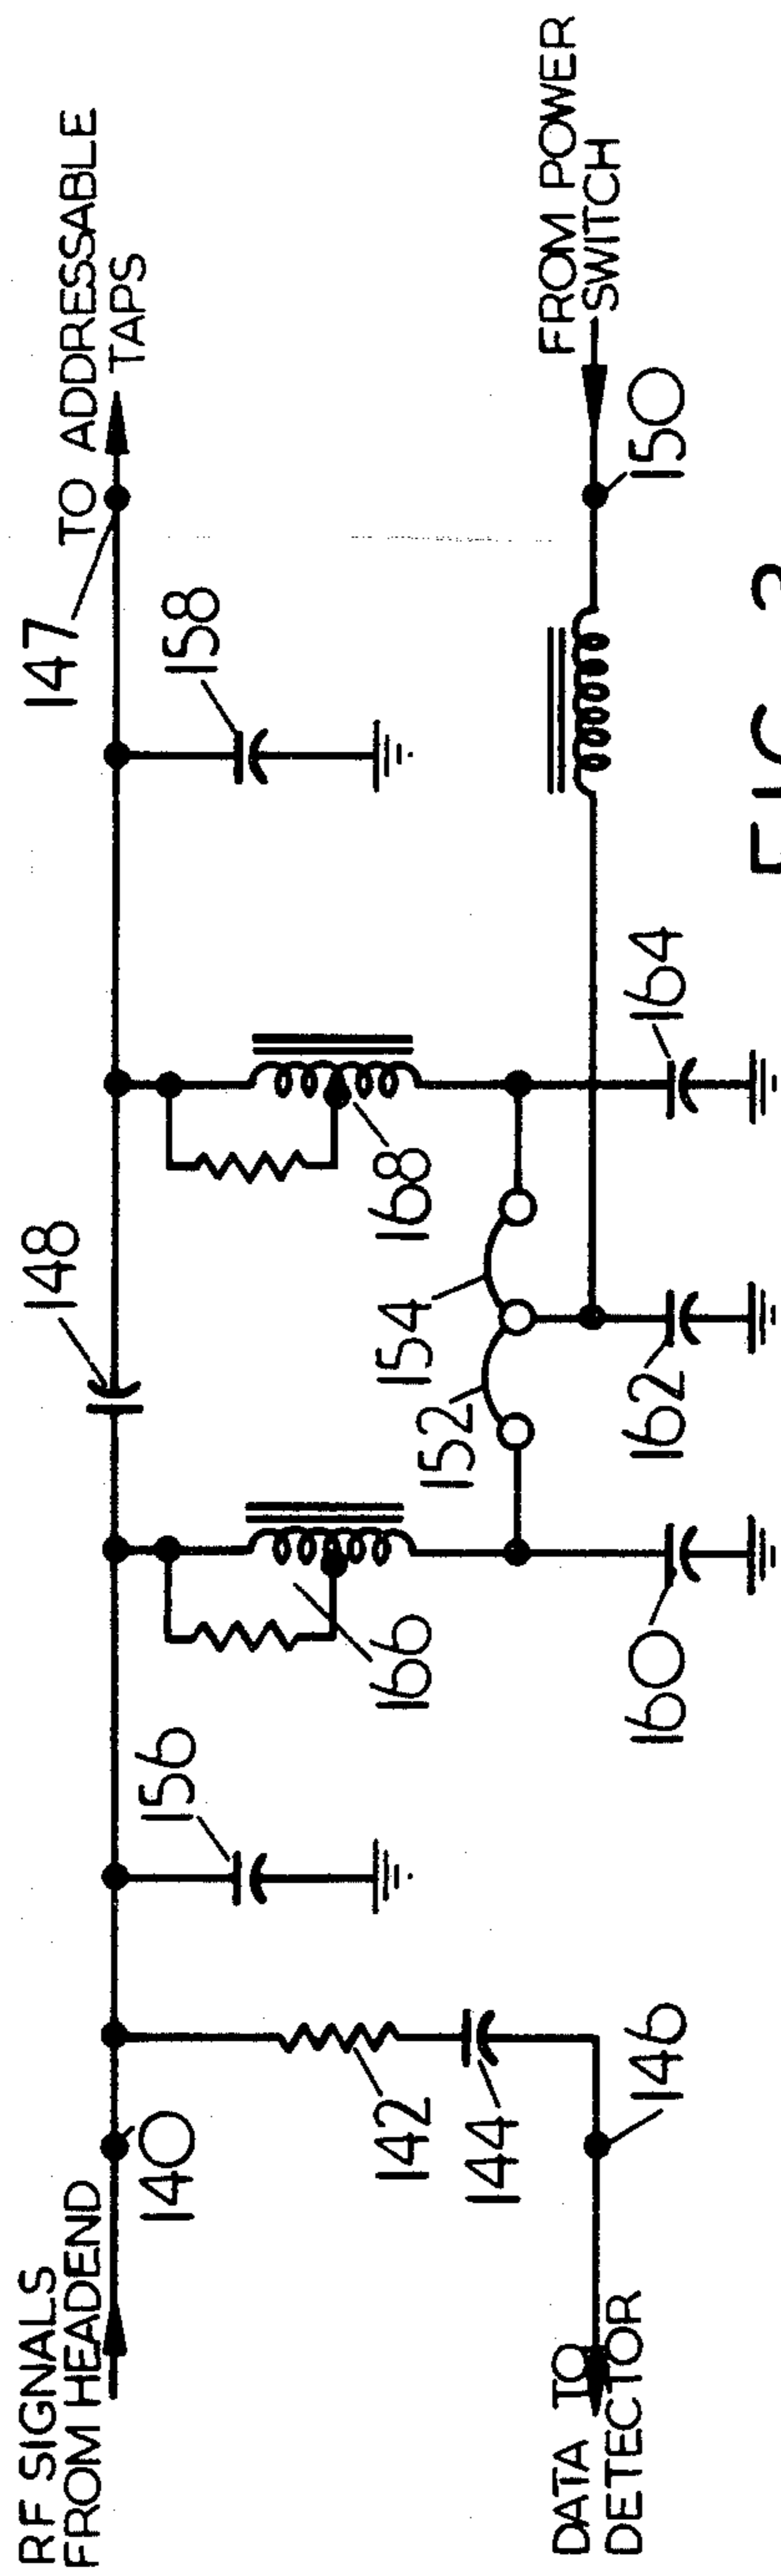 RF SIGNALS
FROM HEADEND
140
142
144
146
DATA TO
DETECTOR
156
166
160
148
152
154
162
168
164
158
147
TO ADDRESSABLE
TAPS
FROM POWER
SWITCH
150